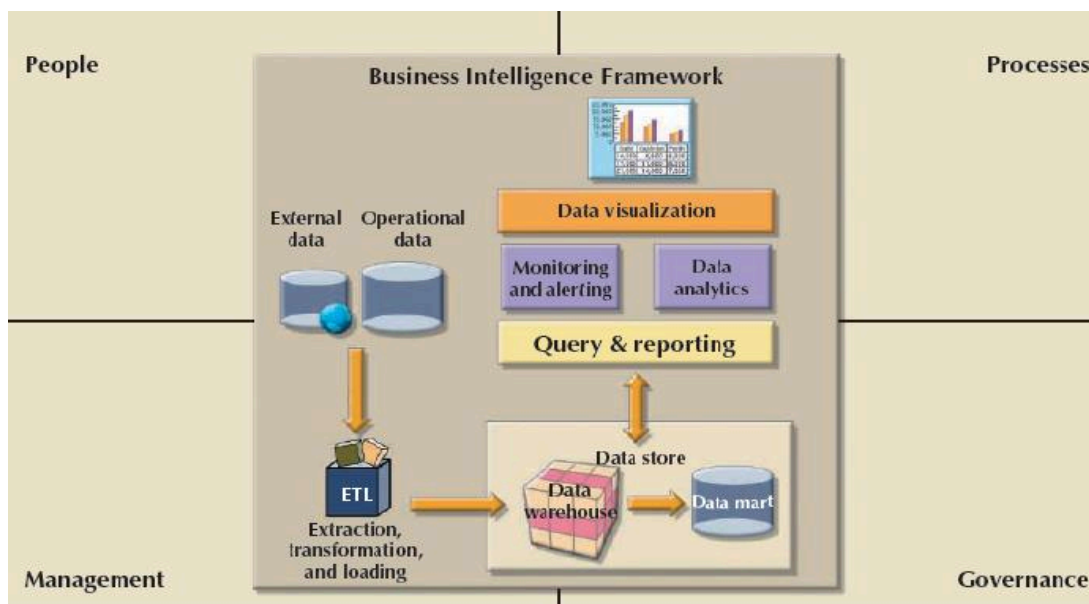 People
Processes
Business Intelligence Framework
External
data
Operational
data
Data visualization
Monitoring
and alerting
Data
analytics
Query & reporting
ETL
Extraction,
transformation,
and loading
Data store
Data
warehouse
Data mart
Management
Governance